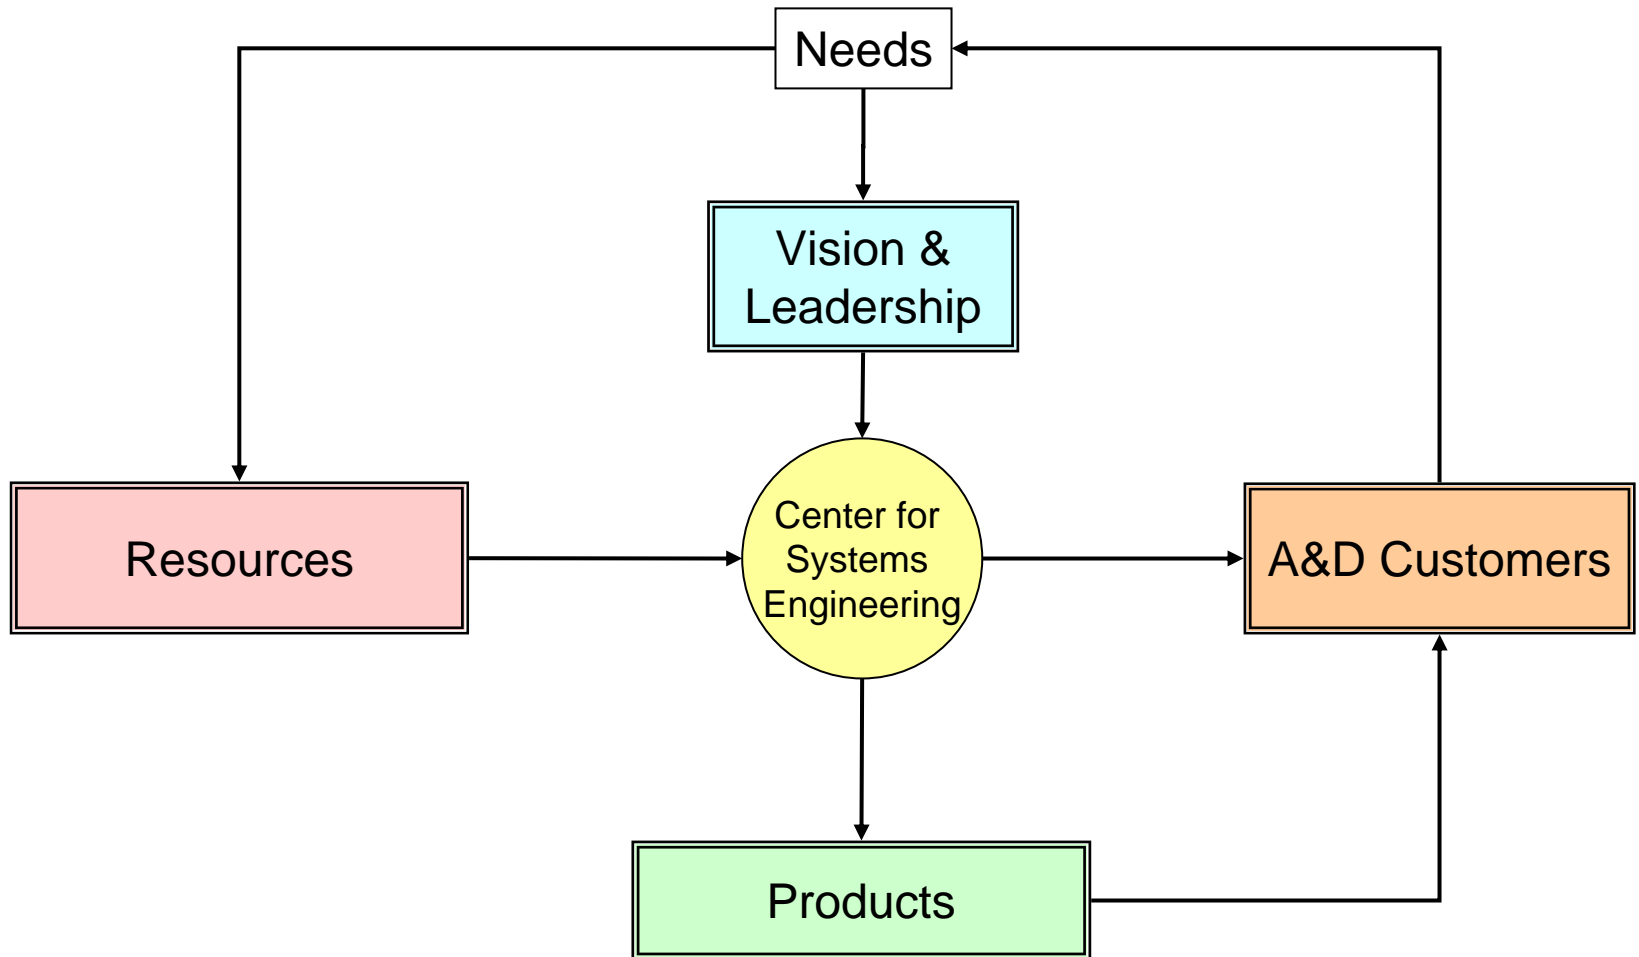 Needs
Vision &
Leadership
Resources
Center for
Systems
Engineering
A&D Customers
Products